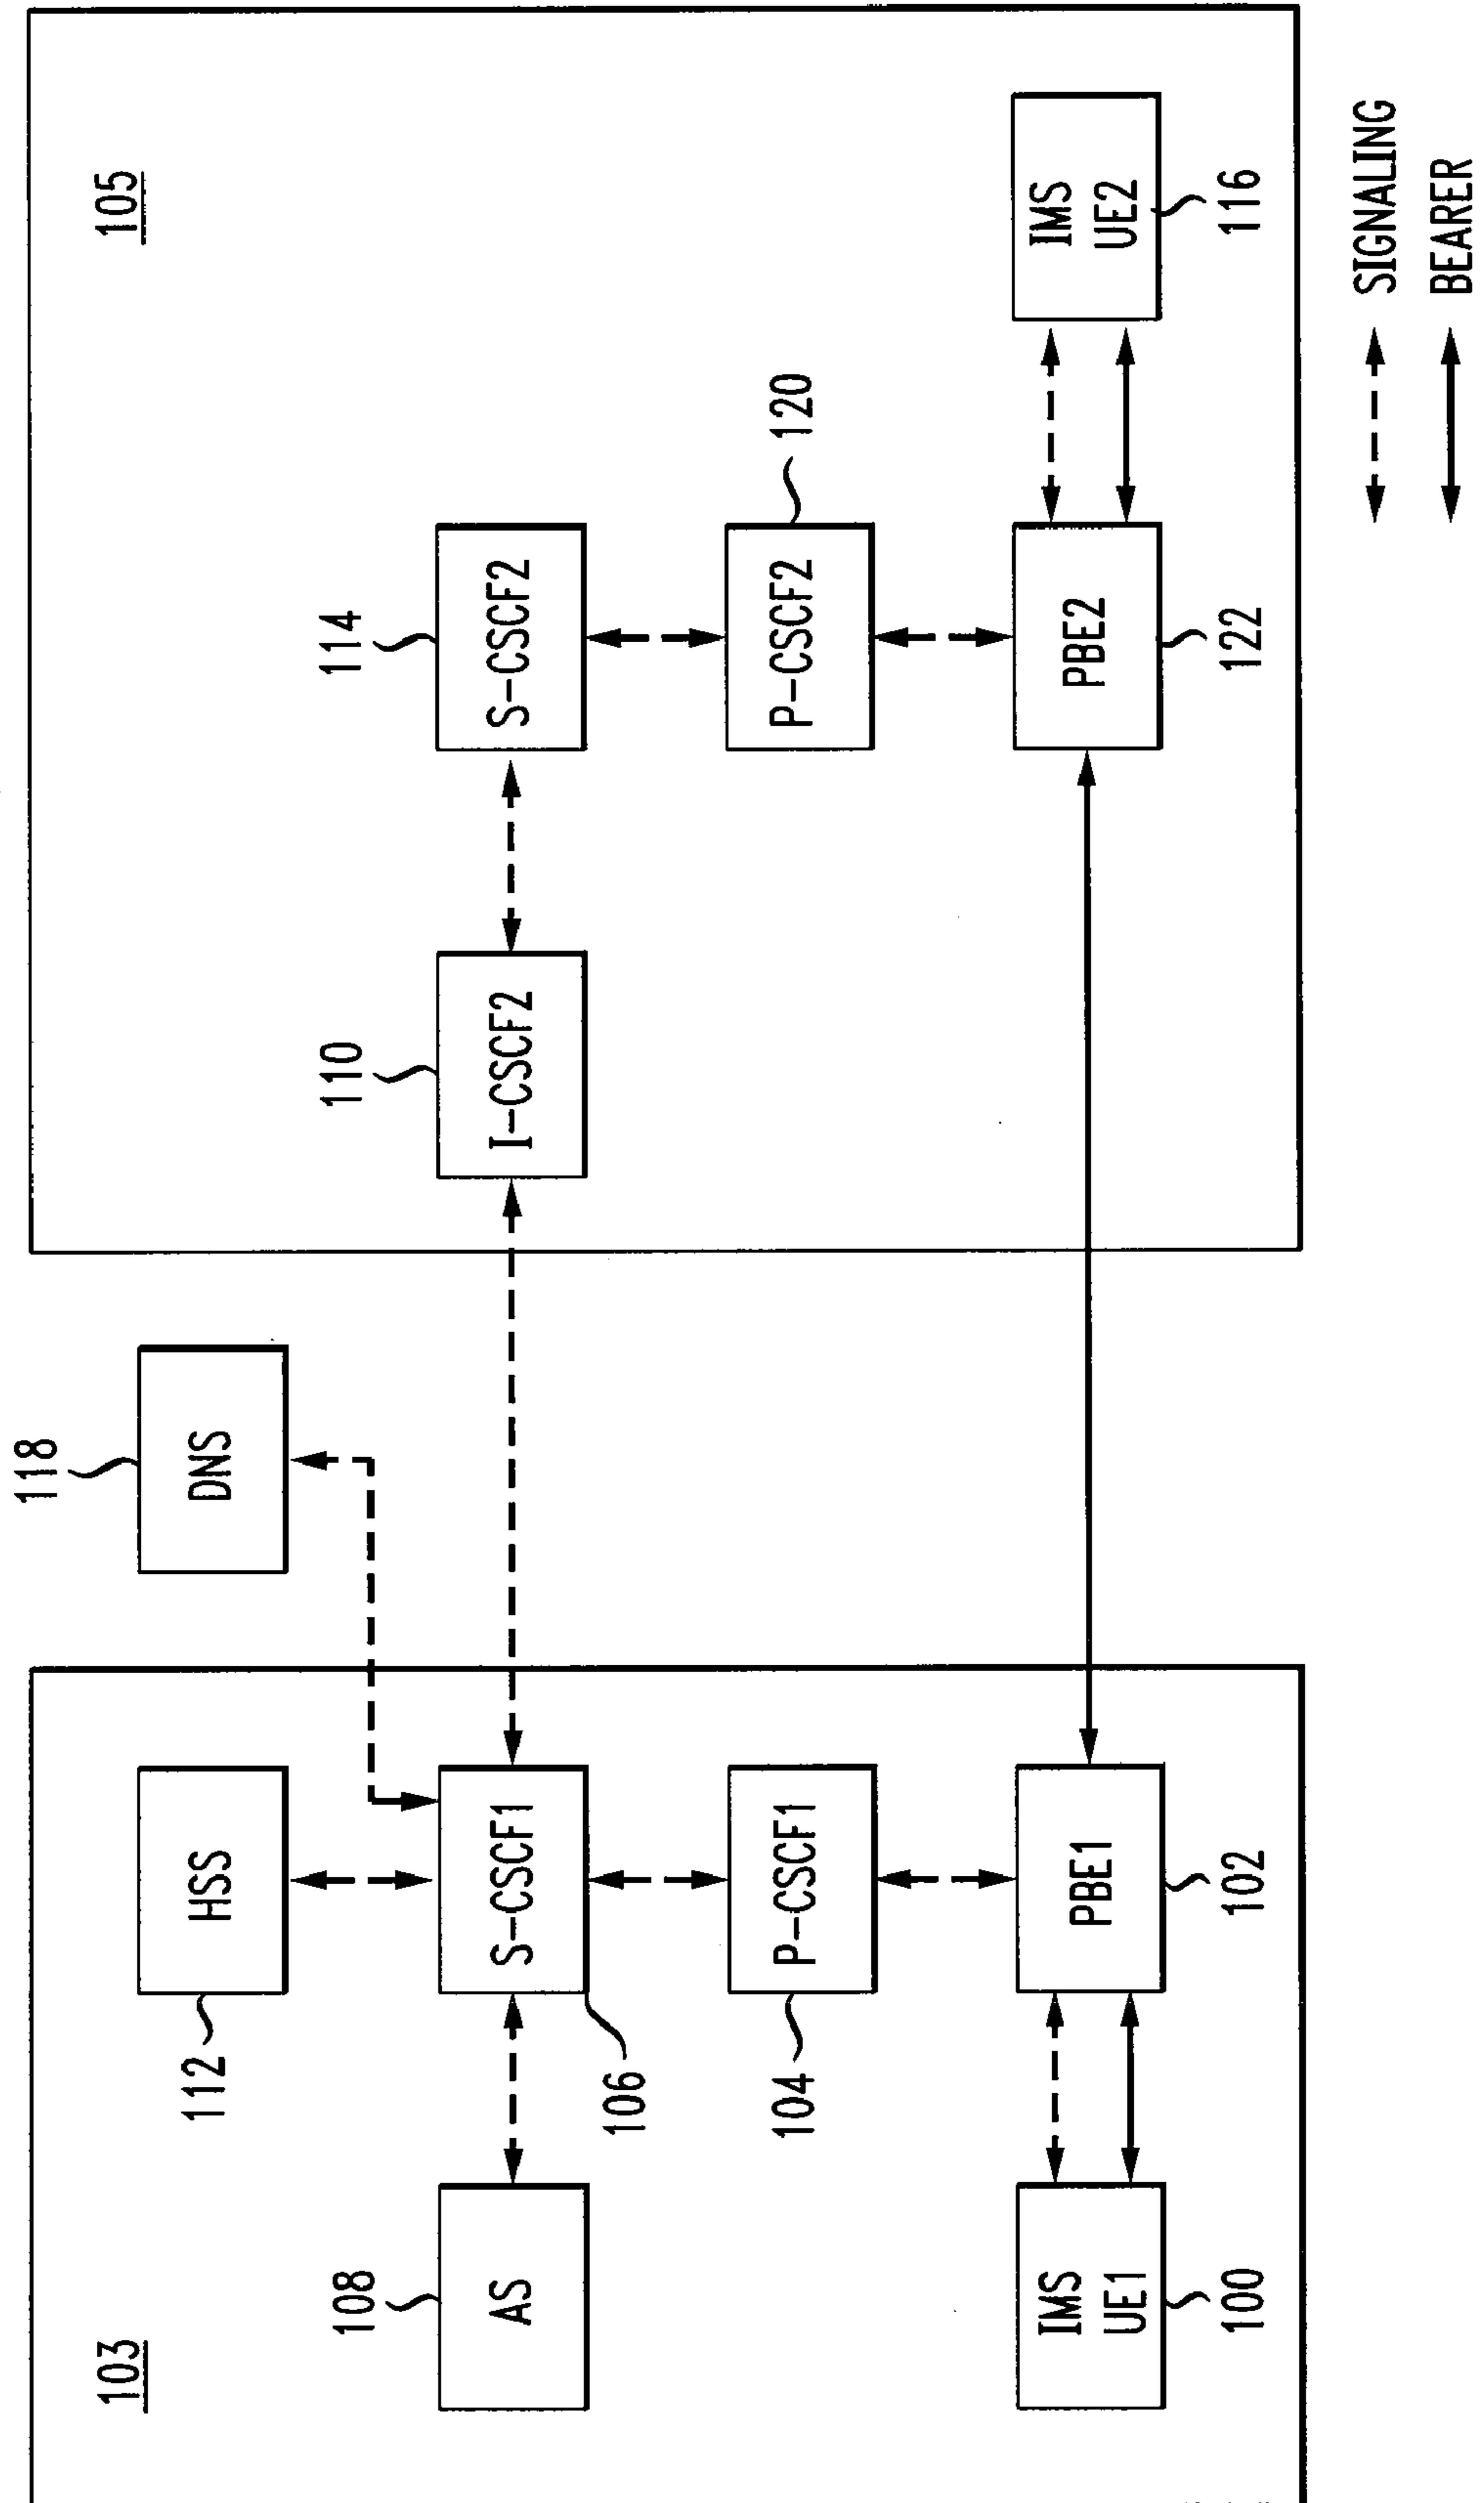 103
105
118
DNS
112
HSS
108
AS
106
S-CSCF1
110
I-CSCF2
114
S-CSCF2
104
P-CSCF1
P-CSCF2
120
IMS
UE1
100
PBE1
102
PBE2
122
IMS
UE2
116
SIGNALING
BEARER